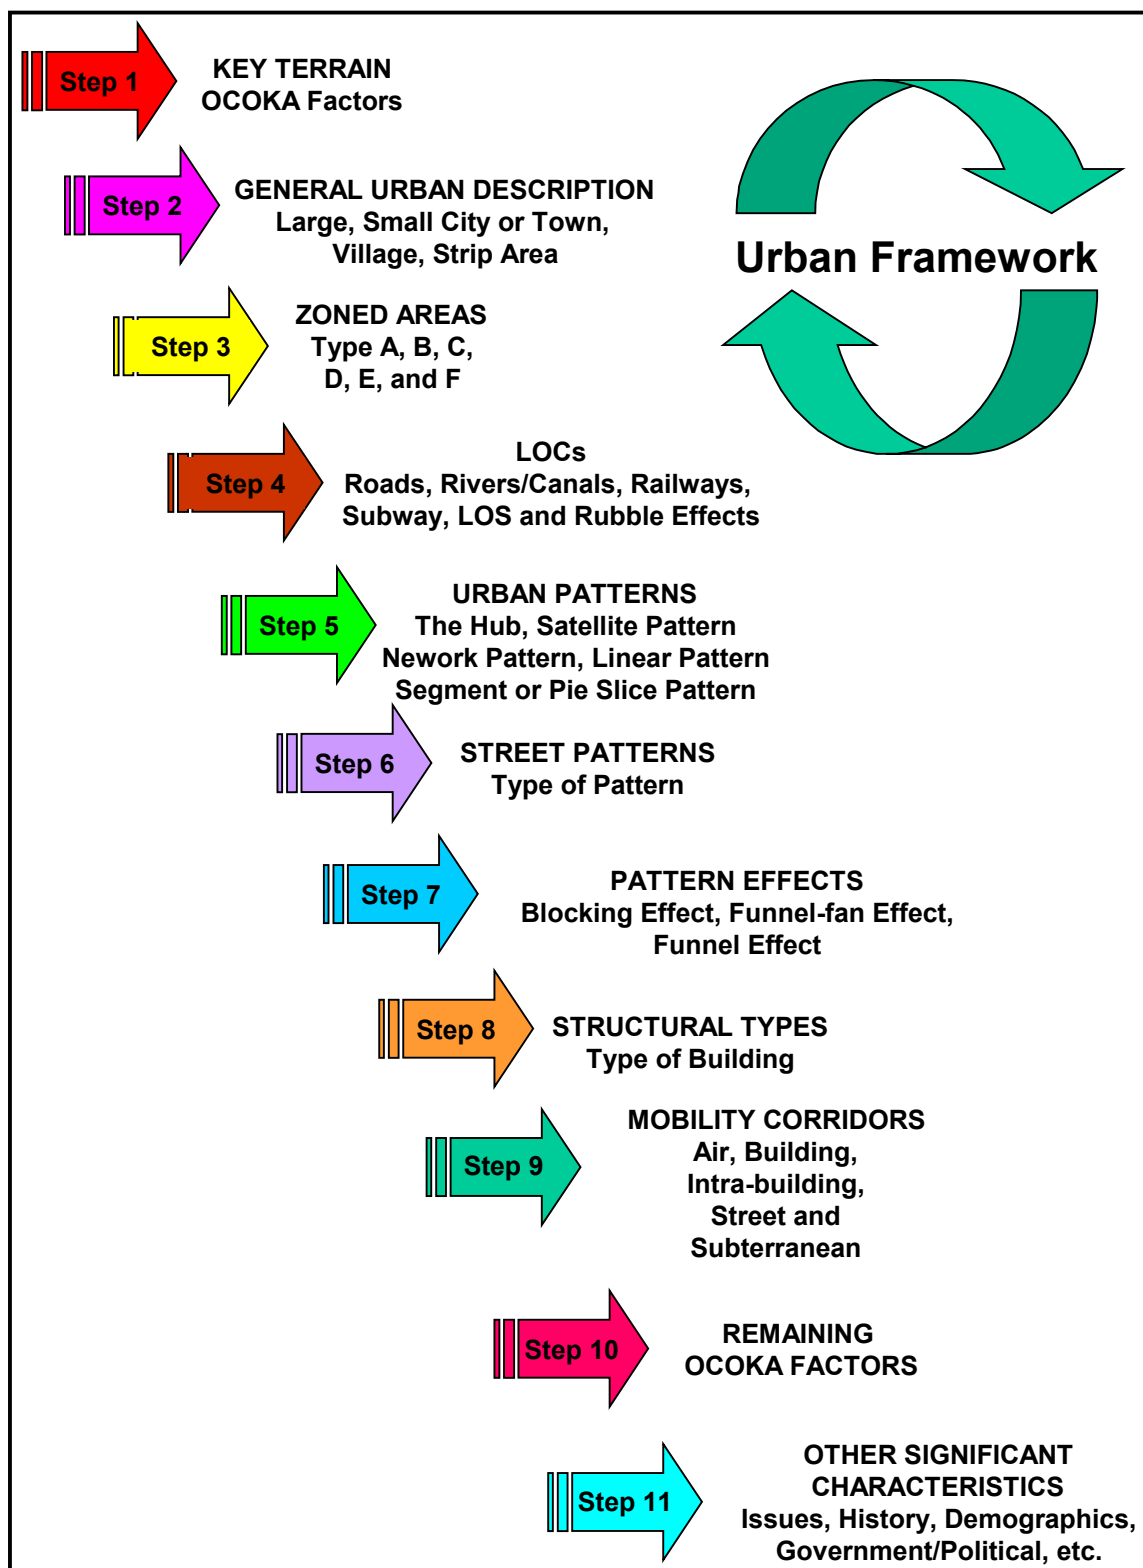 Step 1
KEY TERRAIN
OCOKA Factors
Urban Framework
Step 2
GENERAL URBAN DESCRIPTION
Large, Small City or Town,
Village, Strip Area
Step 3
ZONED AREAS
Type A, B, C,
D, E, and F
Step 4
LOCs
Roads, Rivers/Canals, Railways,
Subway, LOS and Rubble Effects
Step 5
URBAN PATTERNS
The Hub, Satellite Pattern
Nework Pattern, Linear Pattern
Segment or Pie Slice Pattern
Step 6
STREET PATTERNS
Type of Pattern
Step 7
PATTERN EFFECTS
Blocking Effect, Funnel-fan Effect,
Funnel Effect
Step 8
STRUCTURAL TYPES
Type of Building
Step 9
MOBILITY CORRIDORS
Air, Building,
Intra-building,
Street and
Subterranean
Step 10
REMAINING
OCOKA FACTORS
Step 11
OTHER SIGNIFICANT
CHARACTERISTICS
Issues, History, Demographics,
Government/Political, etc.